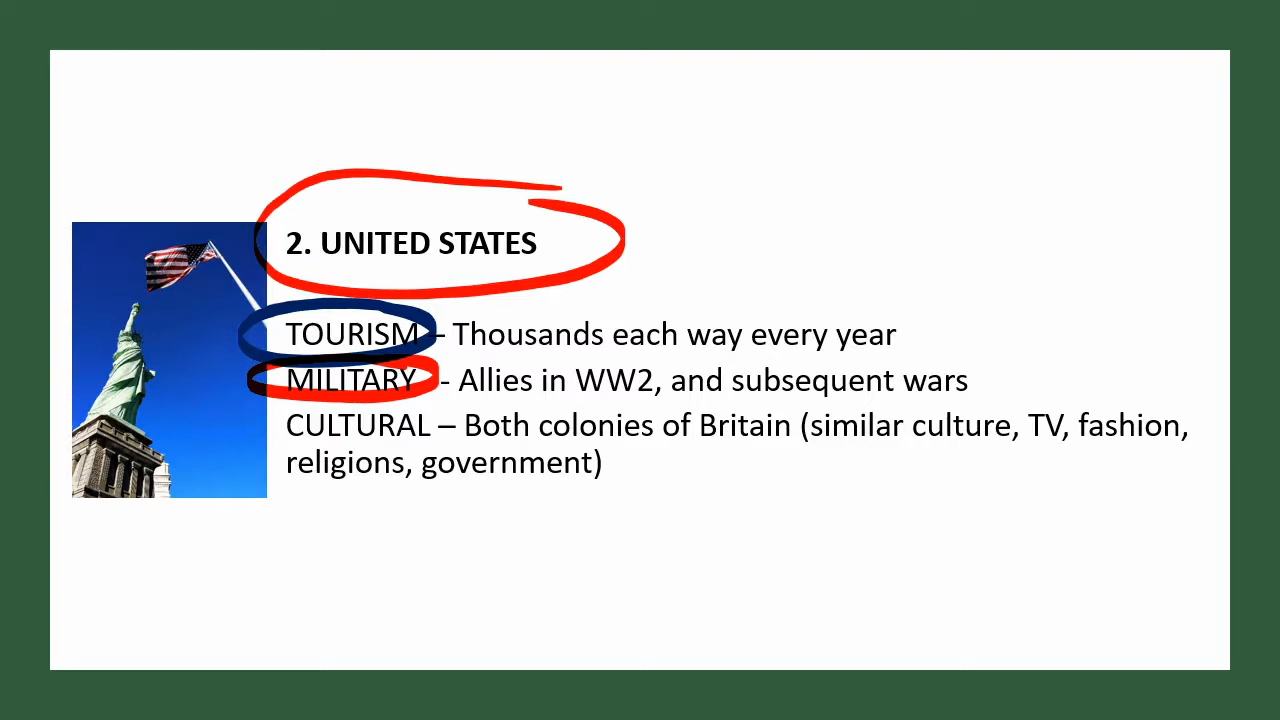 2. UNITED STATES
TOURISM – Thousands each way every year
MILITARY - Allies in WW2, and subsequent wars
CULTURAL – Both colonies of Britain (similar culture, TV, fashion,
religions, government)